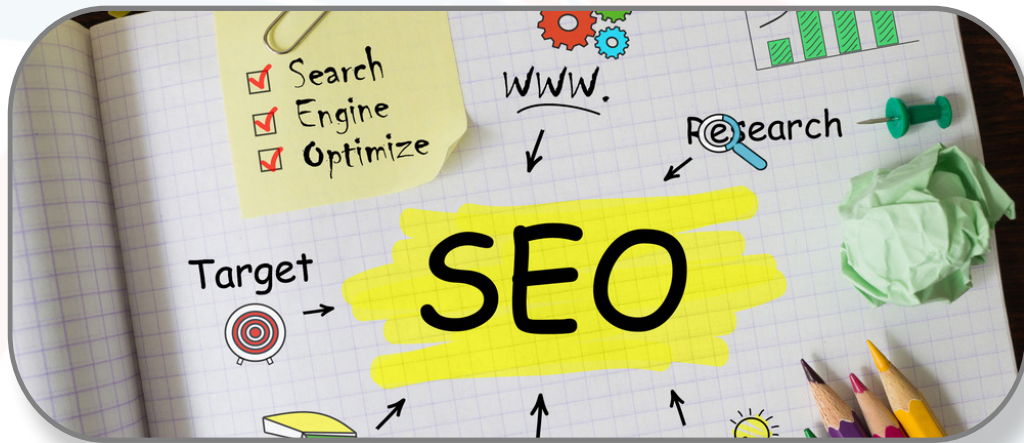 Search
Engine
Optimize
www.
Research
Target
SEO